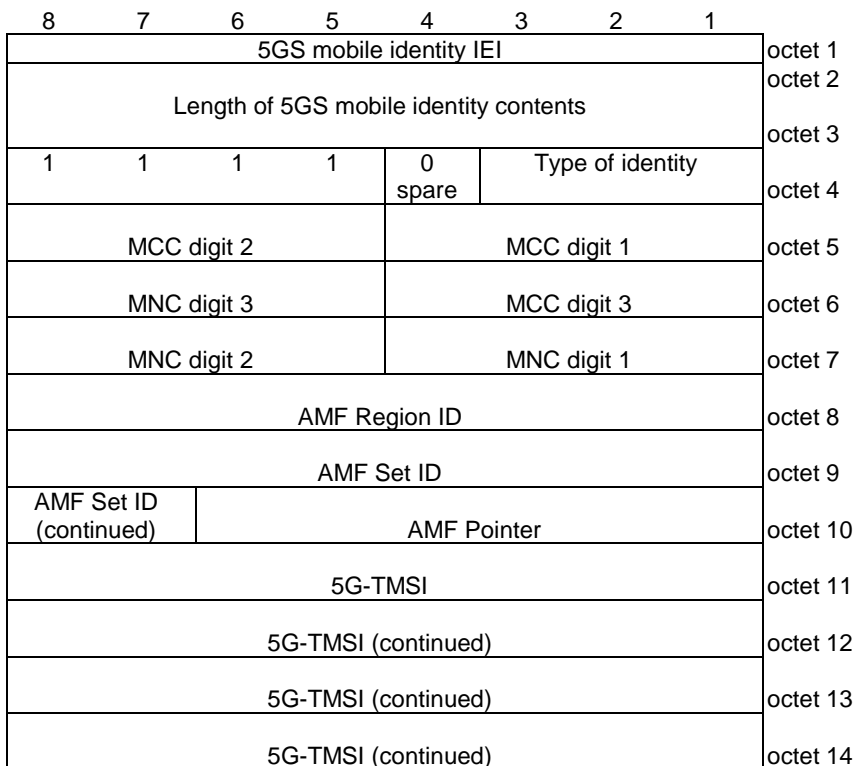 8 7 6 5 4 3 2 1
5GS mobile identity IEI octet 1
octet 2
Length of 5GS mobile identity contents
octet 3
1 1 1 1 0 Type of identity
spare octet 4
MCC digit 2 MCC digit 1 octet 5
MNC digit 3 MCC digit 3 octet 6
MNC digit 2 MNC digit 1 octet 7
AMF Region ID octet 8
AMF Set ID octet 9
AMF Set ID
(continued) AMF Pointer octet 10
5G-TMSI octet 11
5G-TMSI (continued) octet 12
5G-TMSI (continued) octet 13
5G-TMSI (continued) octet 14